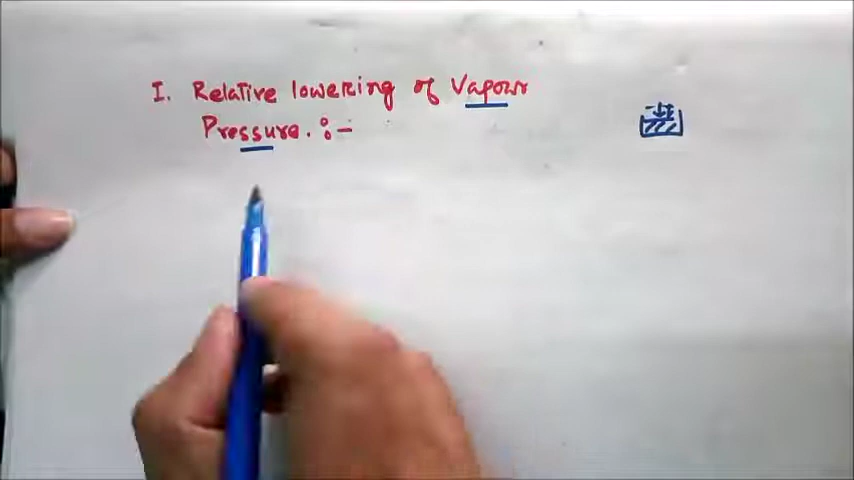 I. Relative lowering of Vapour
Pressure. :-